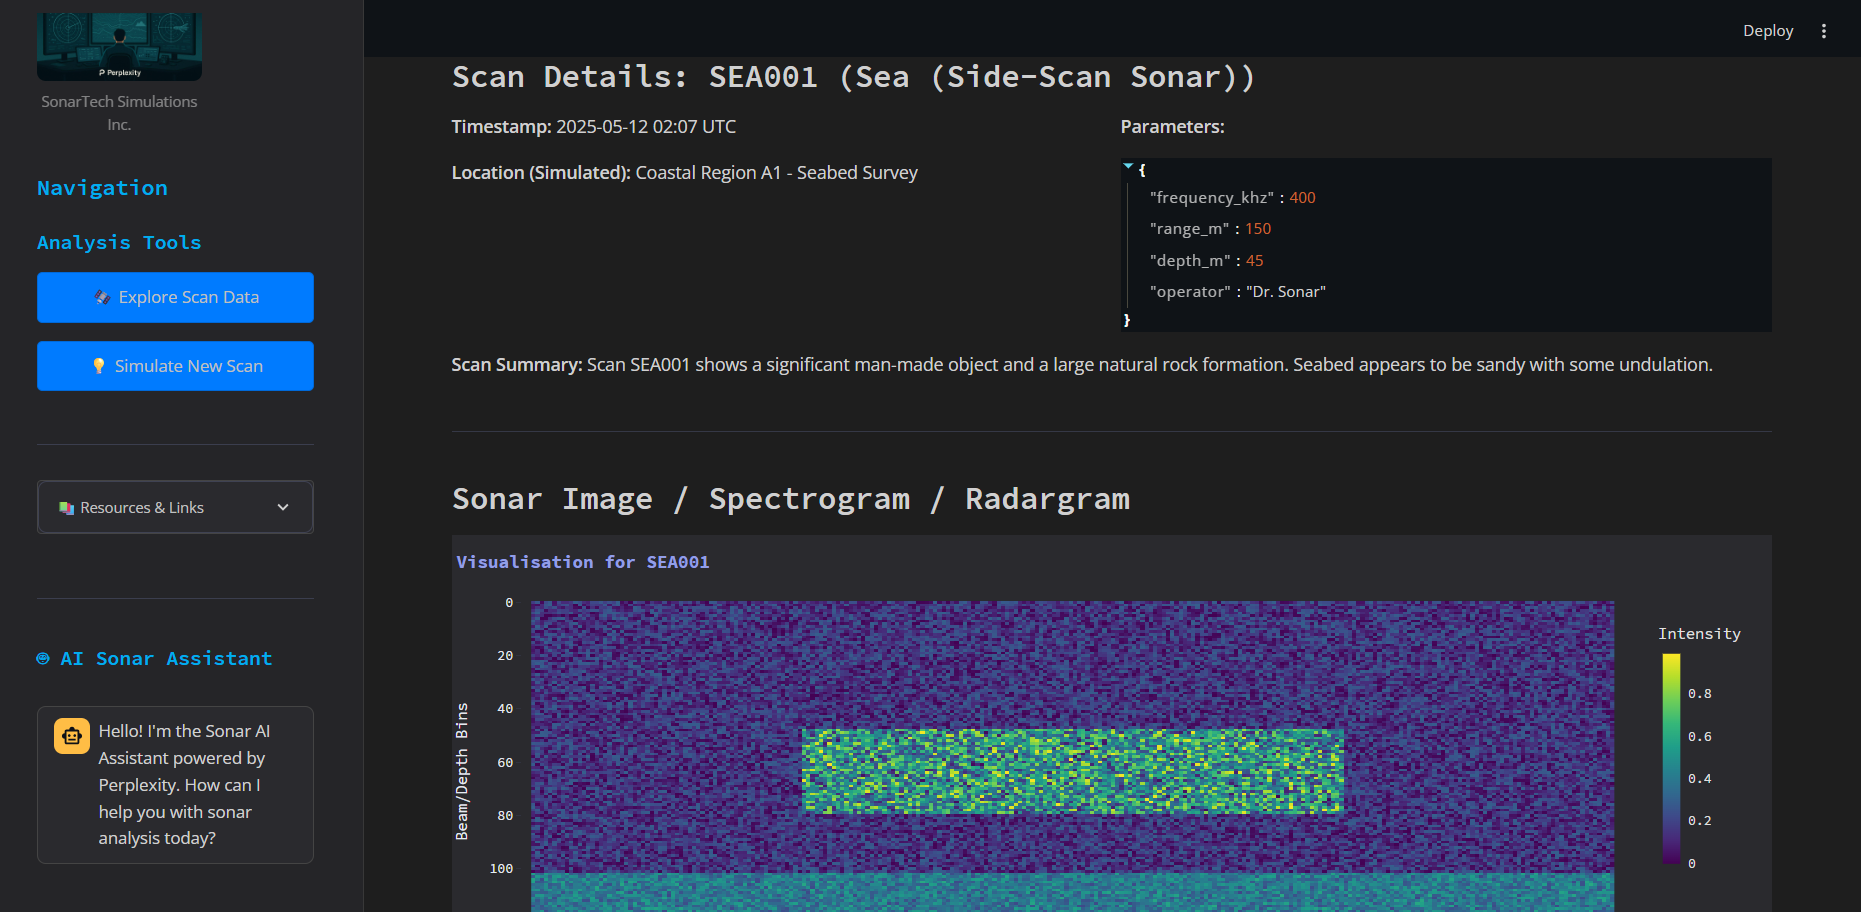 Perplexity
SonarTech Simulations
Inc.
Navigation
Analysis Tools
Explore Scan Data
Simulate New Scan
Resources & Links
AI Sonar Assistant
Hello! I'm the Sonar AI
Assistant powered by
Perplexity. How can I
help you with sonar
analysis today?
Deploy
Scan Details: SEA001 (Sea (Side-Scan Sonar))
Timestamp: 2025-05-12 02:07 UTC
Location (Simulated): Coastal Region A1 - Seabed Survey
Parameters:
{
"frequency_khz" : 400
"range_m" : 150
"depth_m" : 45
"operator" : "Dr. Sonar"
}
Scan Summary: Scan SEA001 shows a significant man-made object and a large natural rock formation. Seabed appears to be sandy with some undulation.
Sonar Image / Spectrogram / Radargram
Visualisation for SEA001
Beam/Depth Bins
0
20
40
60
80
100
Intensity
0.8
0.6
0.4
0.2
0